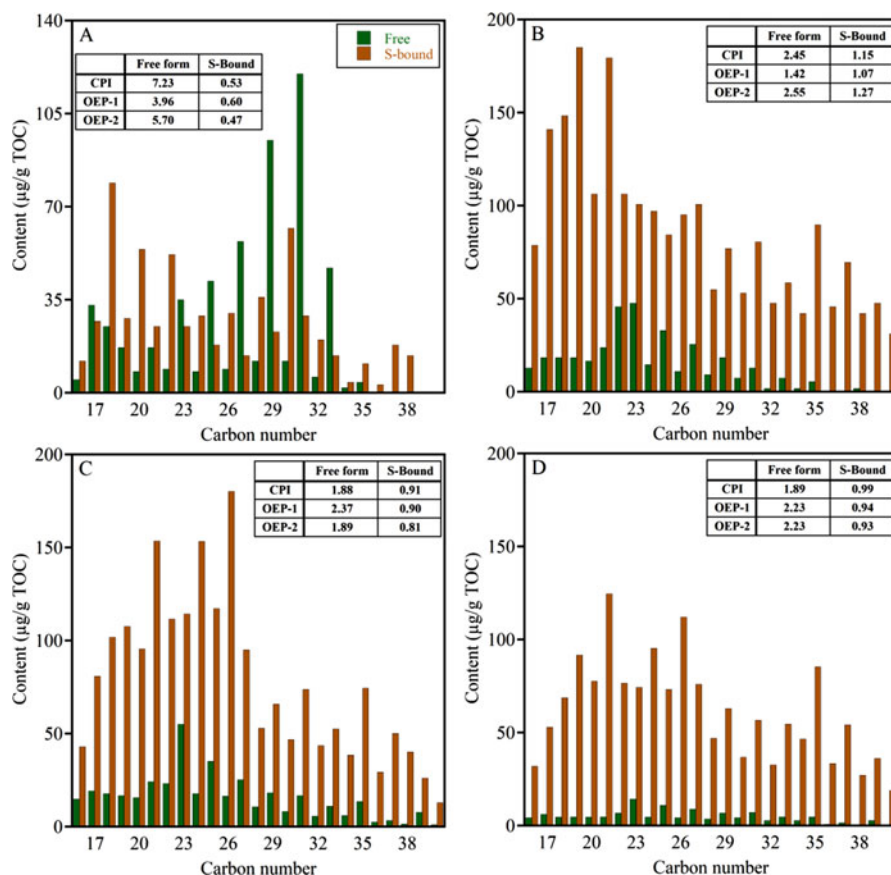 A
Free
S-bound
Free form S-Bound
CPI 7.23 0.53
OEP-1 3.96 0.60
OEP-2 5.70 0.47
140
105
70
35
0
Content (µg/g TOC)
17 20 23 26 29 32 35 38
Carbon number
B
Free form S-Bound
CPI 2.45 1.15
OEP-1 1.42 1.07
OEP-2 2.55 1.27
200
150
100
50
0
Content (µg/g TOC)
17 20 23 26 29 32 35 38
Carbon number
C
Free form S-Bound
CPI 1.88 0.91
OEP-1 2.37 0.90
OEP-2 1.89 0.81
200
150
100
50
0
Content (µg/g TOC)
17 20 23 26 29 32 35 38
Carbon number
D
Free form S-Bound
CPI 1.89 0.99
OEP-1 2.23 0.94
OEP-2 2.23 0.93
200
150
100
50
0
Content (µg/g TOC)
17 20 23 26 29 32 35 38
Carbon number